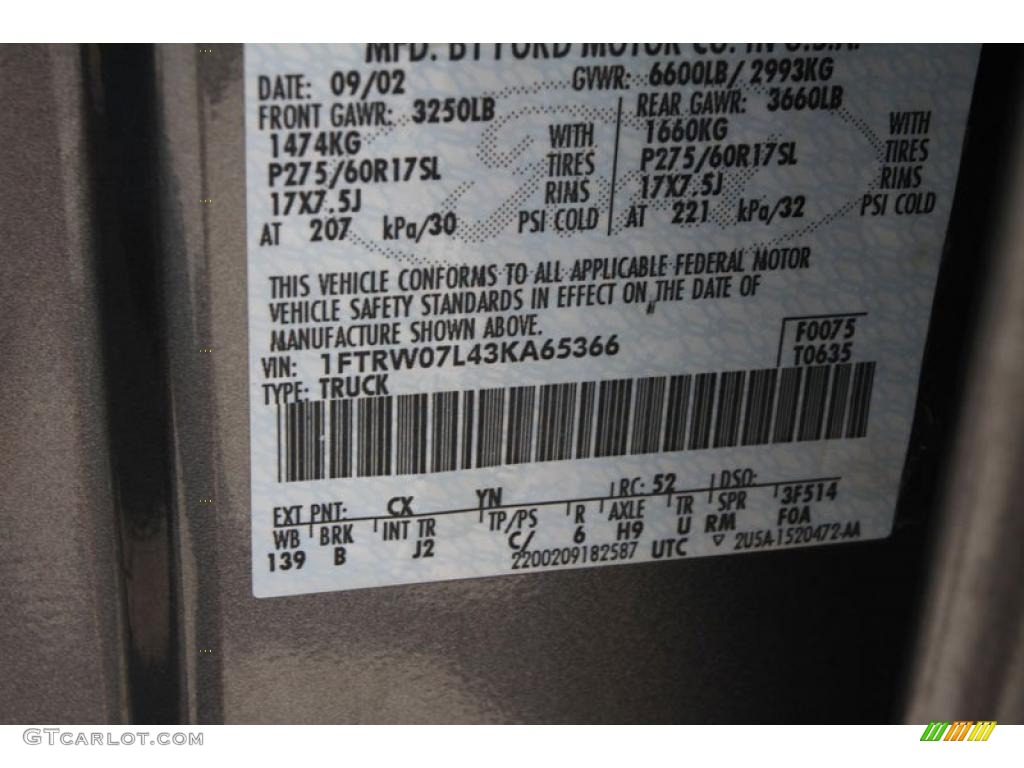 MFD. BY FORD MOTOR CO. IN U.S.A.
DATE: 09/02 GVWR: 6600LB/ 2993KG
FRONT GAWR: 3250LB REAR GAWR: 3660LB
1474KG WITH 1660KG WITH
P275/60R17SL TIRES P275/60R17SL TIRES
17X7.5J RIMS 17X7.5J RIMS
AT 207 kPa/30 PSI COLD AT 221 kPa/32 PSI COLD
THIS VEHICLE CONFORMS TO ALL APPLICABLE FEDERAL MOTOR
VEHICLE SAFETY STANDARDS IN EFFECT ON THE DATE OF
MANUFACTURE SHOWN ABOVE.
VIN: 1FTRW07L43KA65366 F0075
TYPE: TRUCK T0635
EXT PNT: CX YN RC: 52 DSO:
WB BRK INT TR TP/PS R AXLE TR SPR 3F514
139 B J2 C/ 6 H9 U RM F0A
2200209182587 UTC ▽ 2U5A-1520472-AA
GTCARLOT.COM